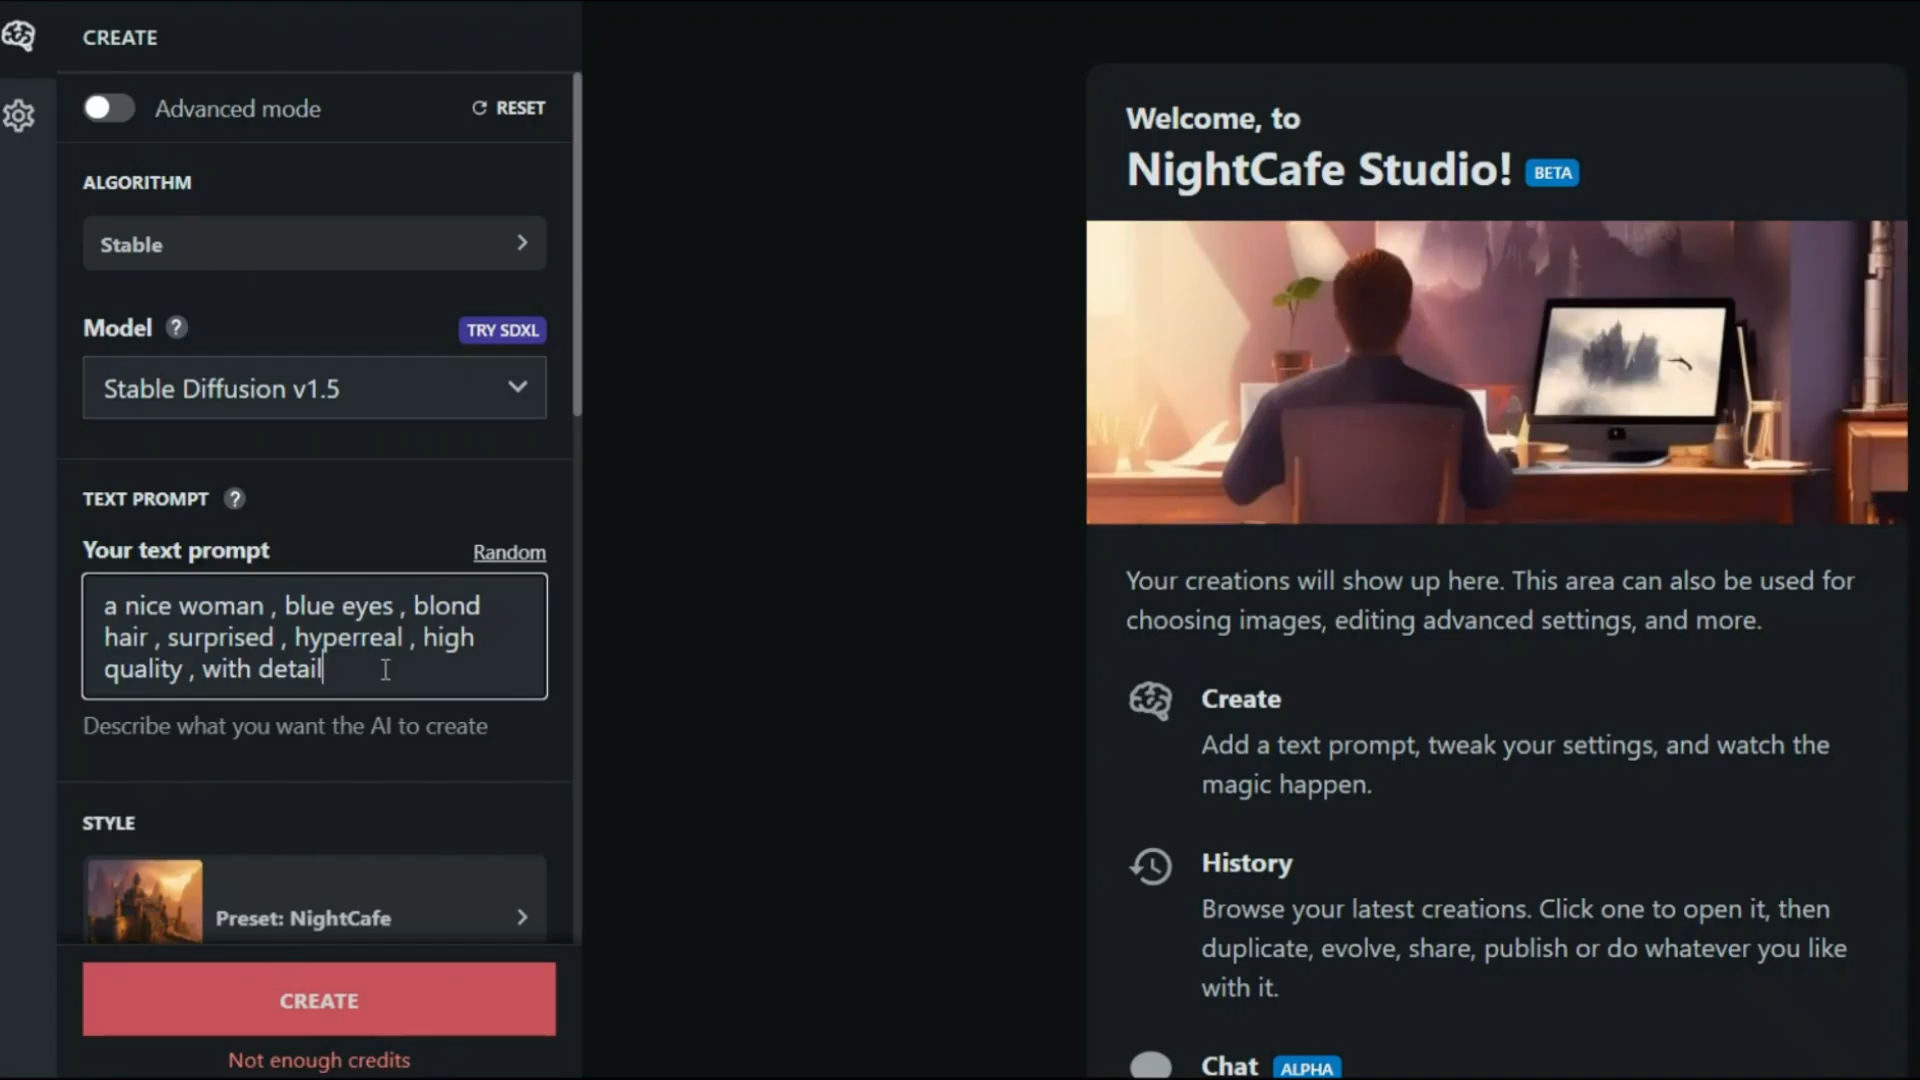 CREATE
Advanced mode
RESET
ALGORITHM
Stable
Model ?
TRY SDXL
Stable Diffusion v1.5
TEXT PROMPT ?
Your text prompt
Random
a nice woman , blue eyes , blond
hair , surprised , hyperreal , high
quality , with detail
Describe what you want the AI to create
STYLE
Preset: NightCafe
CREATE
Not enough credits
Welcome, to
NightCafe Studio! BETA
Your creations will show up here. This area can also be used for
choosing images, editing advanced settings, and more.
Create
Add a text prompt, tweak your settings, and watch the
magic happen.
History
Browse your latest creations. Click one to open it, then
duplicate, evolve, share, publish or do whatever you like
with it.
Chat ALPHA